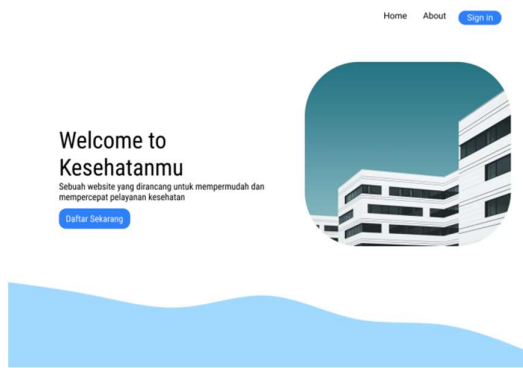 Home About Sign in
Welcome to
Kesehatanmu
Sebuah website yang dirancang untuk mempermudah dan
mempercepat pelayanan kesehatan
Daftar Sekarang